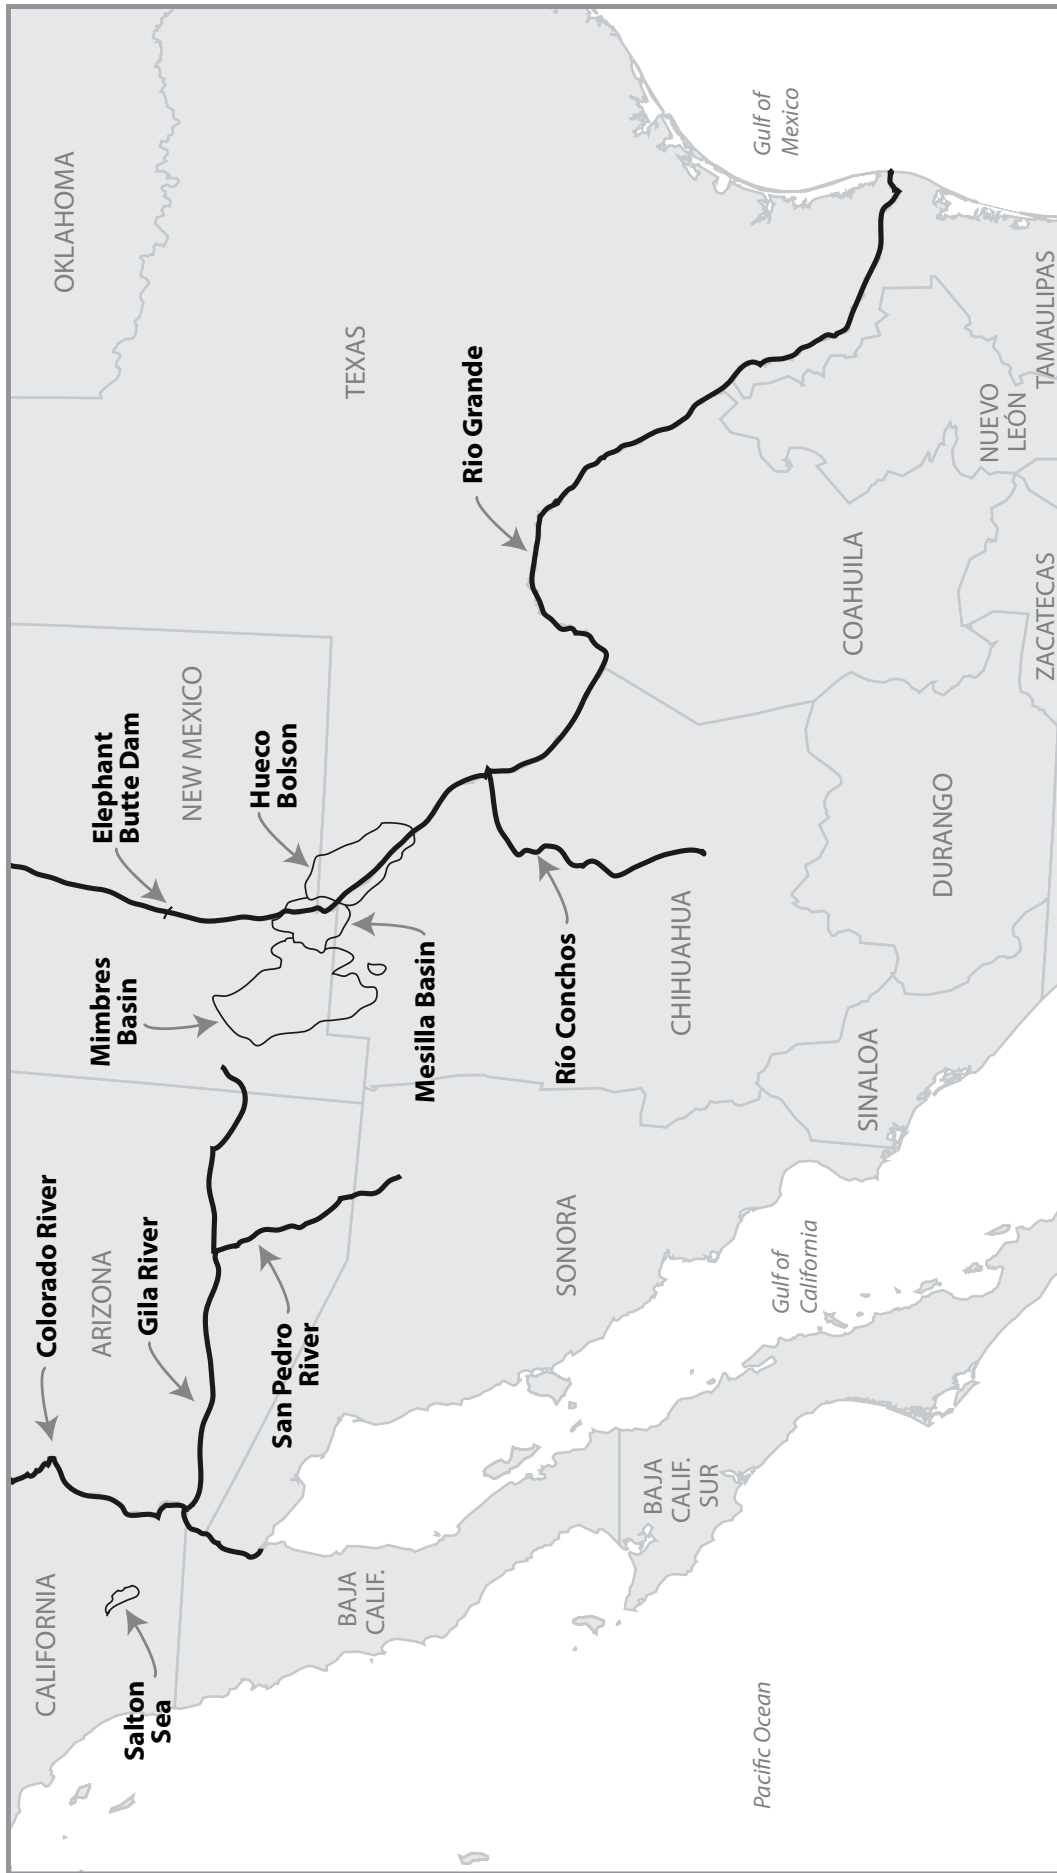 CALIFORNIA
Salton
Sea
Colorado River
ARIZONA
Gila River
San Pedro
River
Mimbres
Basin
Elephant
Butte Dam
NEW MEXICO
Hueco
Bolson
Mesilla Basin
OKLAHOMA
TEXAS
Rio Grande
BAJA
CALIF.
BAJA
CALIF.
SUR
SONORA
Río Conchos
CHIHUAHUA
COAHUILA
NUEVO
LEÓN
TAMAULIPAS
SINALOA
DURANGO
ZACATECAS
Pacific Ocean
Gulf of
California
Gulf of
Mexico